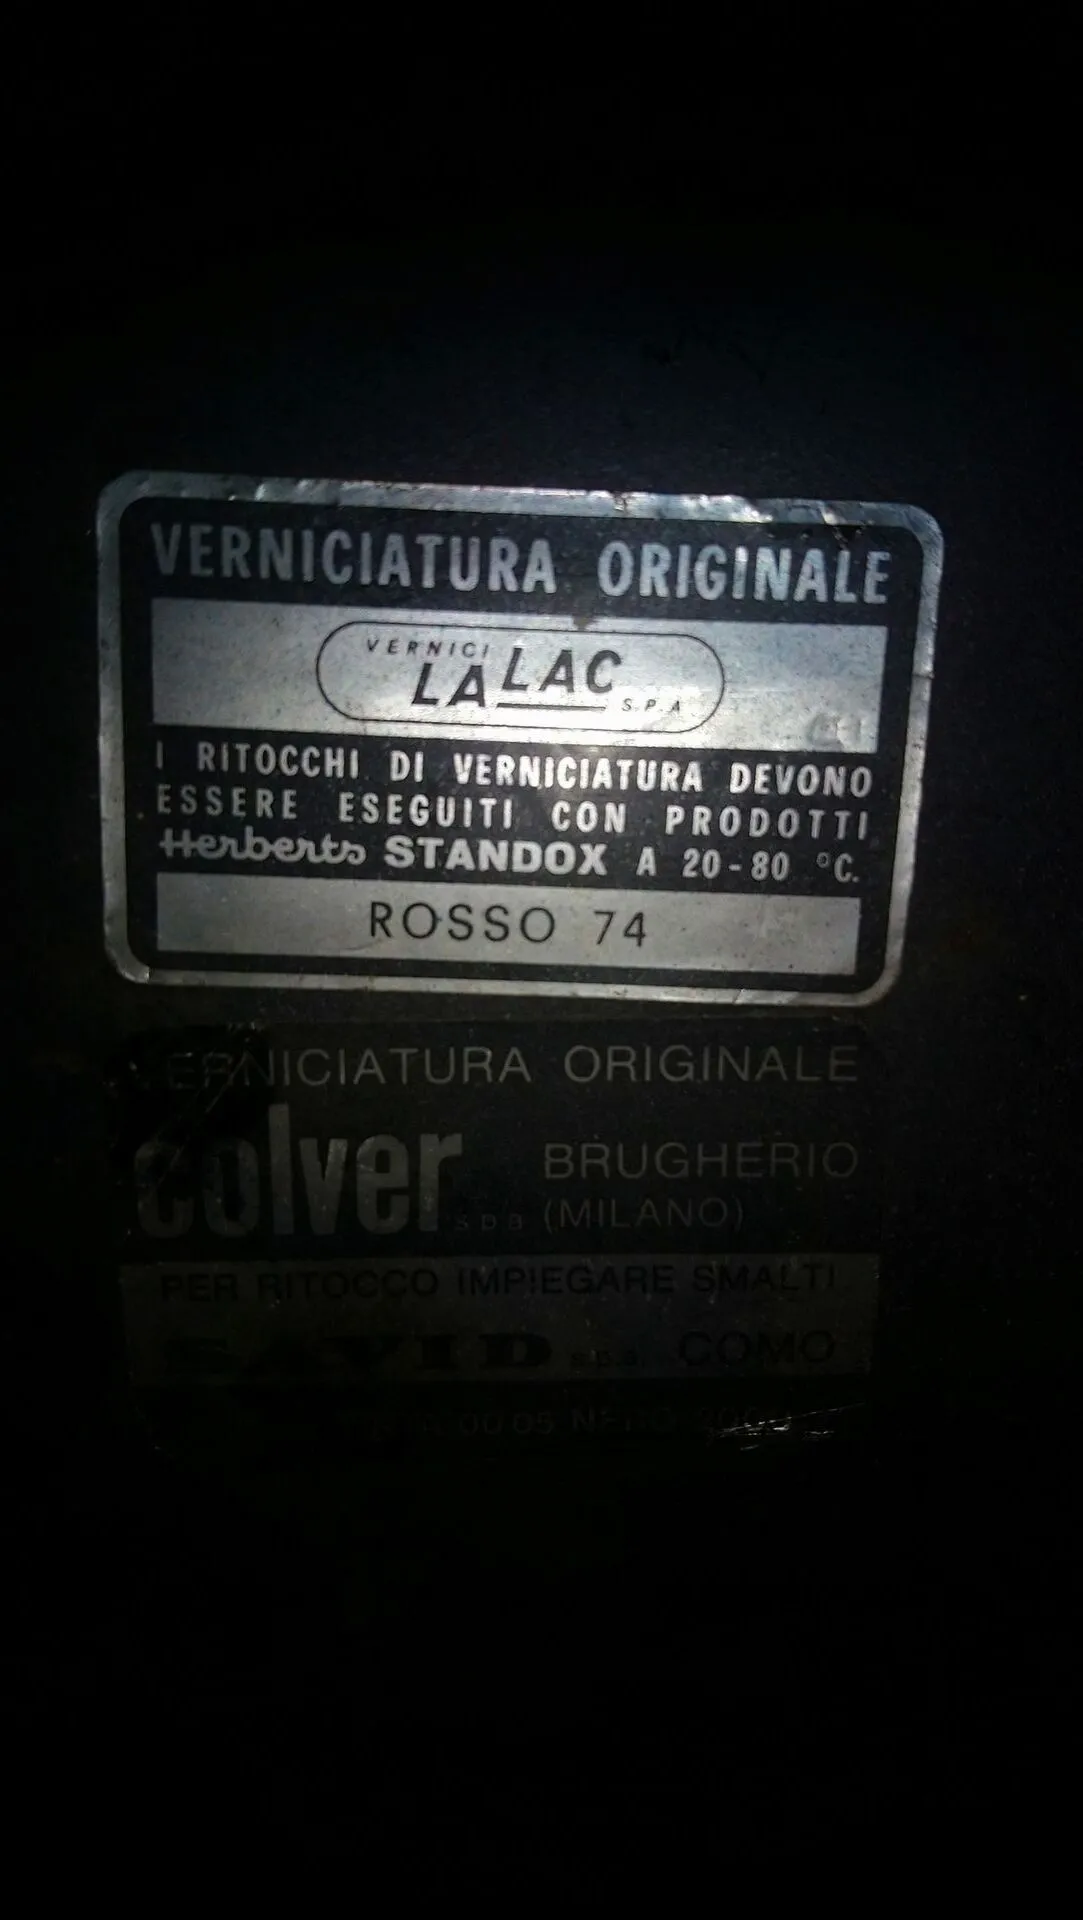 VERNICIATURA ORIGINALE
VERNICI
LALAC S.P.A
I RITOCCHI DI VERNICIATURA DEVONO
ESSERE ESEGUITI CON PRODOTTI
Herberts STANDOX A 20-80 °C.
ROSSO 74
VERNICIATURA ORIGINALE
colver s.p.a BRUGHERIO
(MILANO)
PER RITOCCO IMPIEGARE SMALTI
SAVID s.p.a. COMO